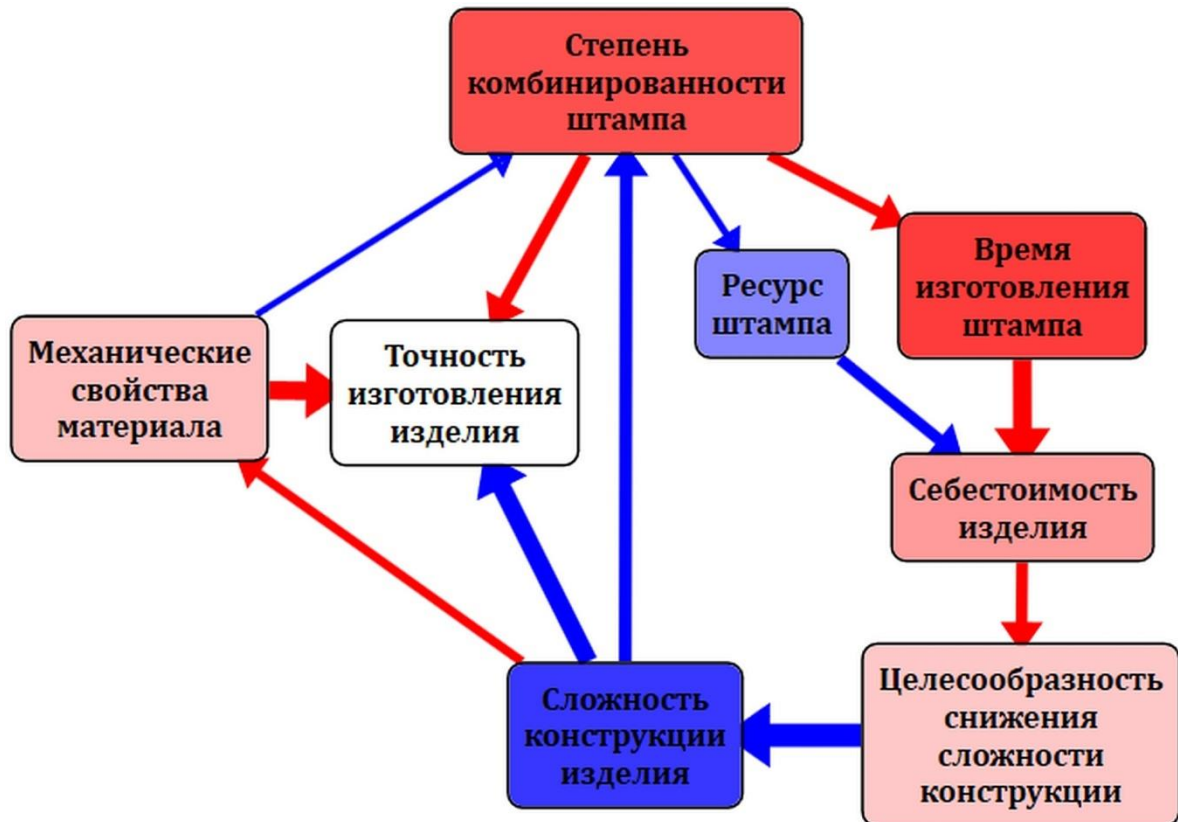 Степень
комбинированности
штампа
Время
изготовления
штампа
Ресурс
штампа
Механические
свойства
материала
Точность
изготовления
изделия
Себестоимость
изделия
Сложность
конструкции
изделия
Целесообразность
снижения
сложности
конструкции